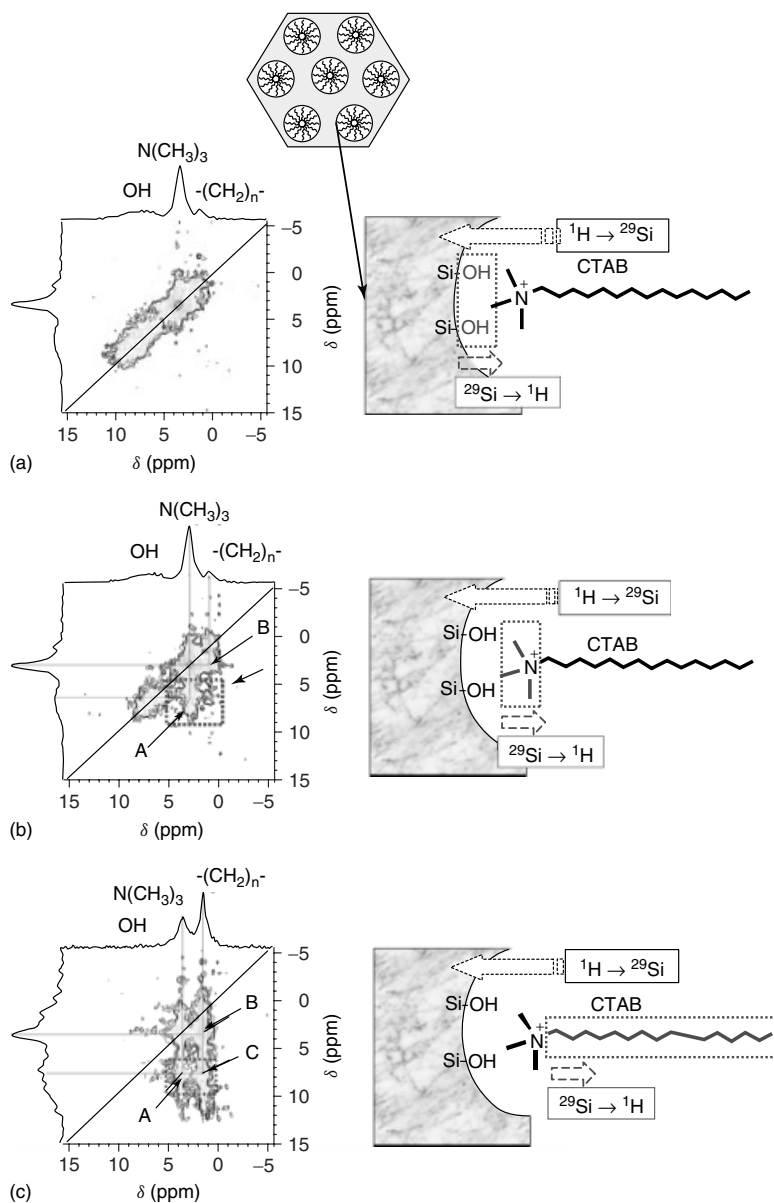 N(CH3)3
OH -(CH2)n-
-5
0
5
10
15
δ (ppm)
15 10 5 0 -5
δ (ppm)
(a)
¹H → ²⁹Si
CTAB
Si-OH
N+
Si-OH
²⁹Si → ¹H
N(CH3)3
OH -(CH2)n-
-5
0
5
10
15
δ (ppm)
B
A
15 10 5 0 -5
δ (ppm)
(b)
¹H → ²⁹Si
Si-OH
CTAB
N+
Si-OH
²⁹Si → ¹H
-(CH2)n-
N(CH3)3
OH
-5
0
5
10
15
δ (ppm)
B
C
A
15 10 5 0 -5
δ (ppm)
(c)
¹H → ²⁹Si
Si-OH
CTAB
N+
Si-OH
²⁹Si → ¹H